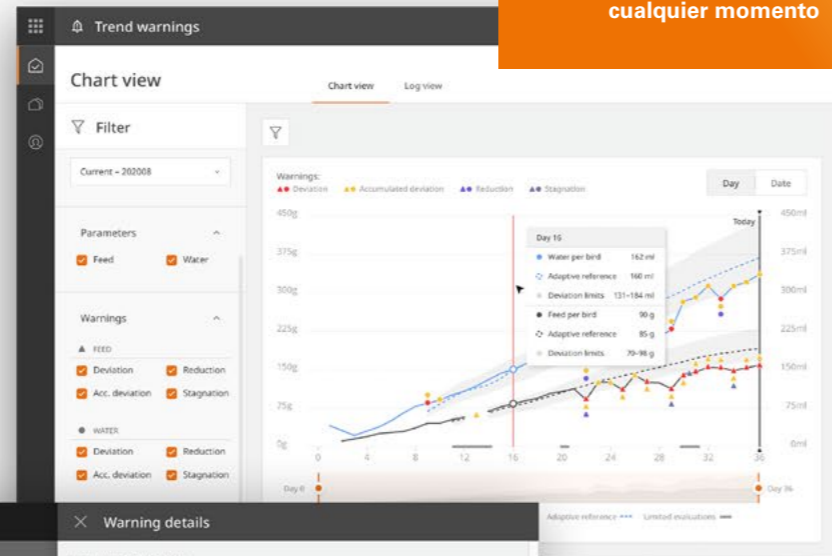 cualquier momento
Trend warnings
Chart view
Chart view Log view
Filter
Current – 202008
Parameters
Feed Water
Warnings
FEED
Deviation Reduction
Acc. deviation Stagnation
WATER
Deviation Reduction
Acc. deviation Stagnation
Warnings:
Deviation Accumulated deviation Reduction Stagnation
Day Date
450g 450ml
Today
375g 375ml
300g 300ml
225g 225ml
150g 150ml
75g 75ml
0g 0ml
Day 16
Water per bird 162 ml
Adaptive reference 160 ml
Deviation limits 131–184 ml
Feed per bird 90 g
Adaptive reference 85 g
Deviation limits 70–98 g
0 4 8 12 16 20 24 28 32 36
Day 0 Day 36
Adaptive reference Limited evaluations
Warning details